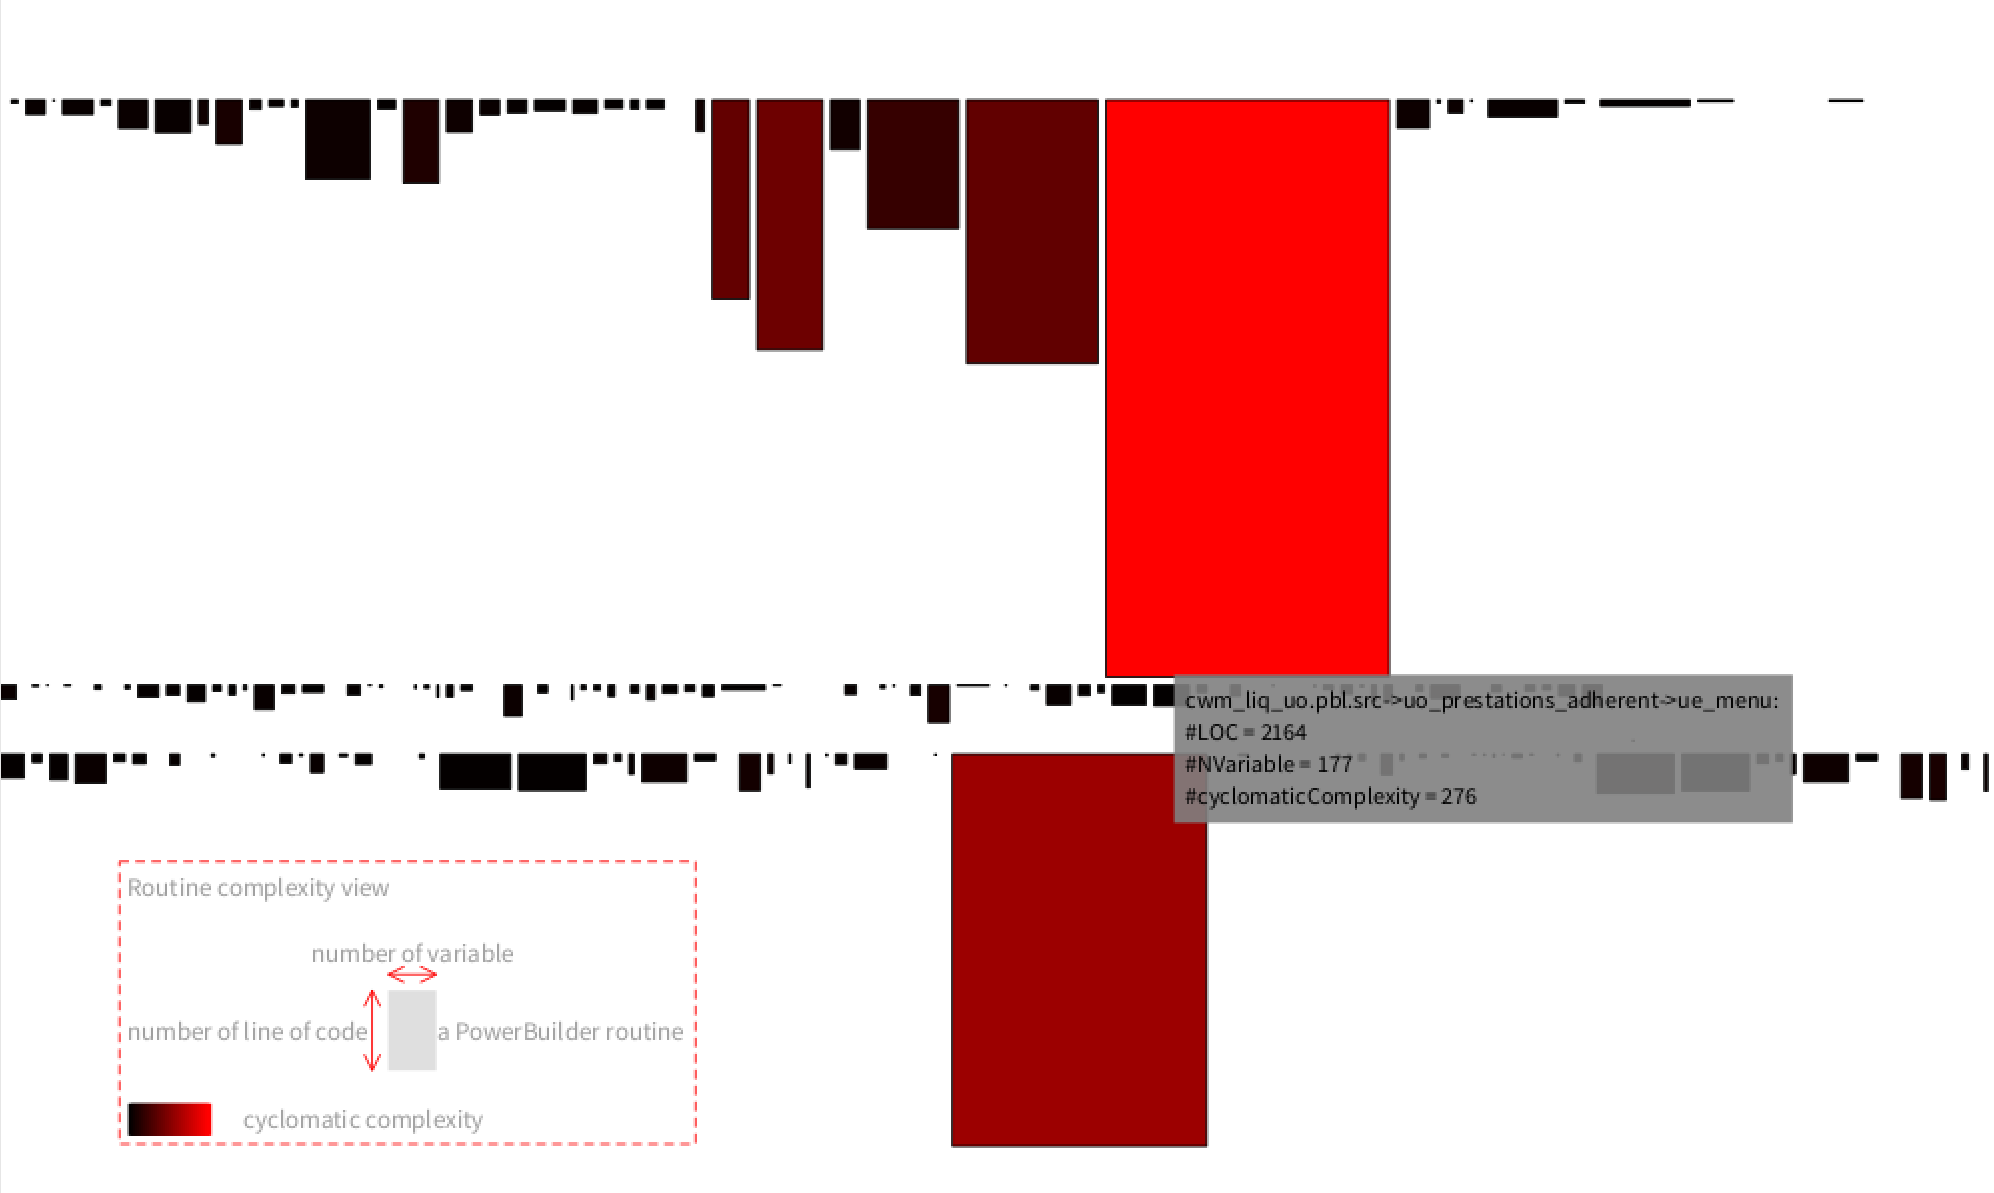 cwm_liq_uo.pbl.src->uo_prestations_adherent->ue_menu:
#LOC = 2164
#NVariable = 177
#cyclomaticComplexity = 276
Routine complexity view
number of variable
number of line of code a PowerBuilder routine
cyclomatic complexity